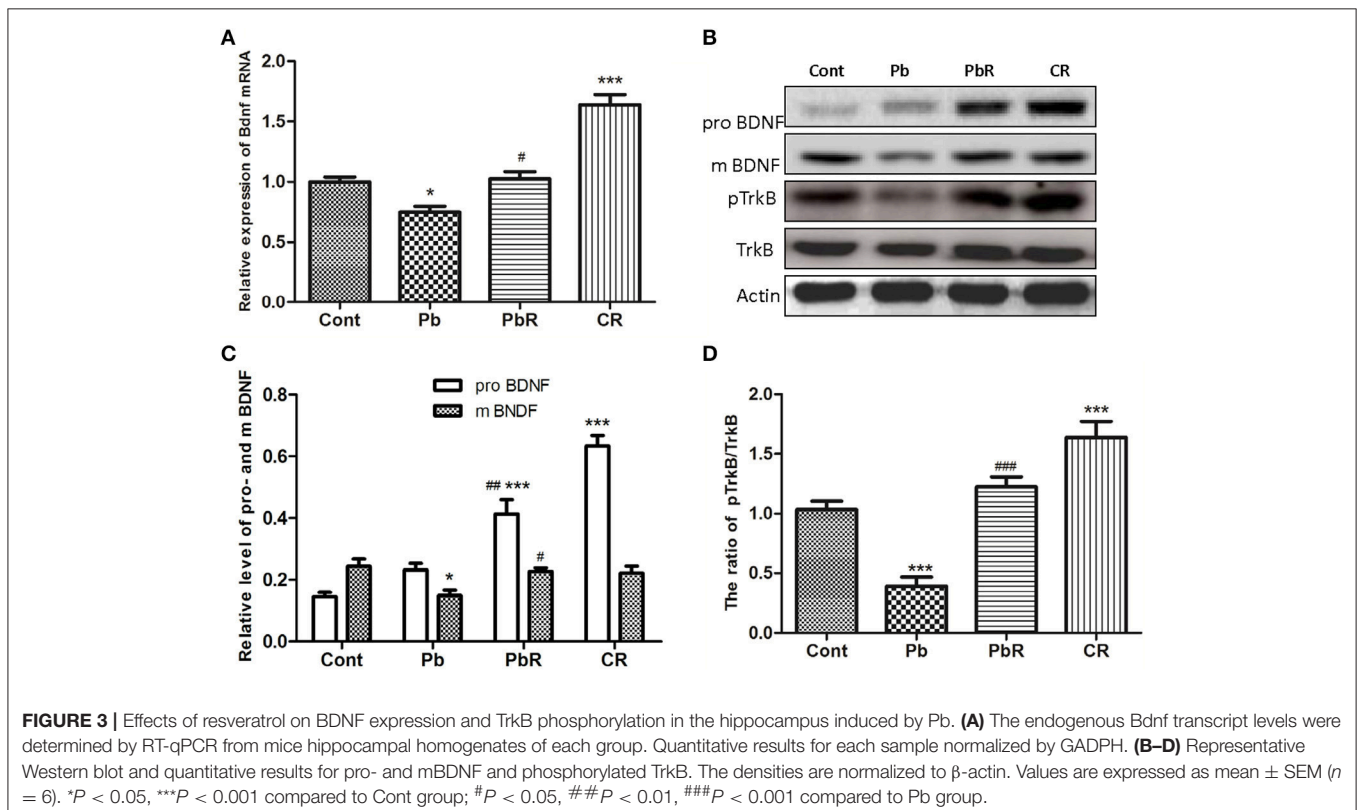 A
Relative expression of Bdnf mRNA
2.0
1.5
1.0
0.5
0.0
*
#
***
Cont Pb PbR CR
B
Cont Pb PbR CR
pro BDNF
m BDNF
pTrkB
TrkB
Actin
C
Relative level of pro- and m BDNF
0.8
0.6
0.4
0.2
0.0
pro BDNF
m BNDF
*
## ***
#
***
Cont Pb PbR CR
D
The ratio of pTrkB/TrkB
2.0
1.5
1.0
0.5
0.0
***
###
***
Cont Pb PbR CR
FIGURE 3 | Effects of resveratrol on BDNF expression and TrkB phosphorylation in the hippocampus induced by Pb. (A) The endogenous Bdnf transcript levels were
determined by RT-qPCR from mice hippocampal homogenates of each group. Quantitative results for each sample normalized by GADPH. (B–D) Representative
Western blot and quantitative results for pro- and mBDNF and phosphorylated TrkB. The densities are normalized to β-actin. Values are expressed as mean ± SEM (n
= 6). *P < 0.05, ***P < 0.001 compared to Cont group; #P < 0.05, ##P < 0.01, ###P < 0.001 compared to Pb group.